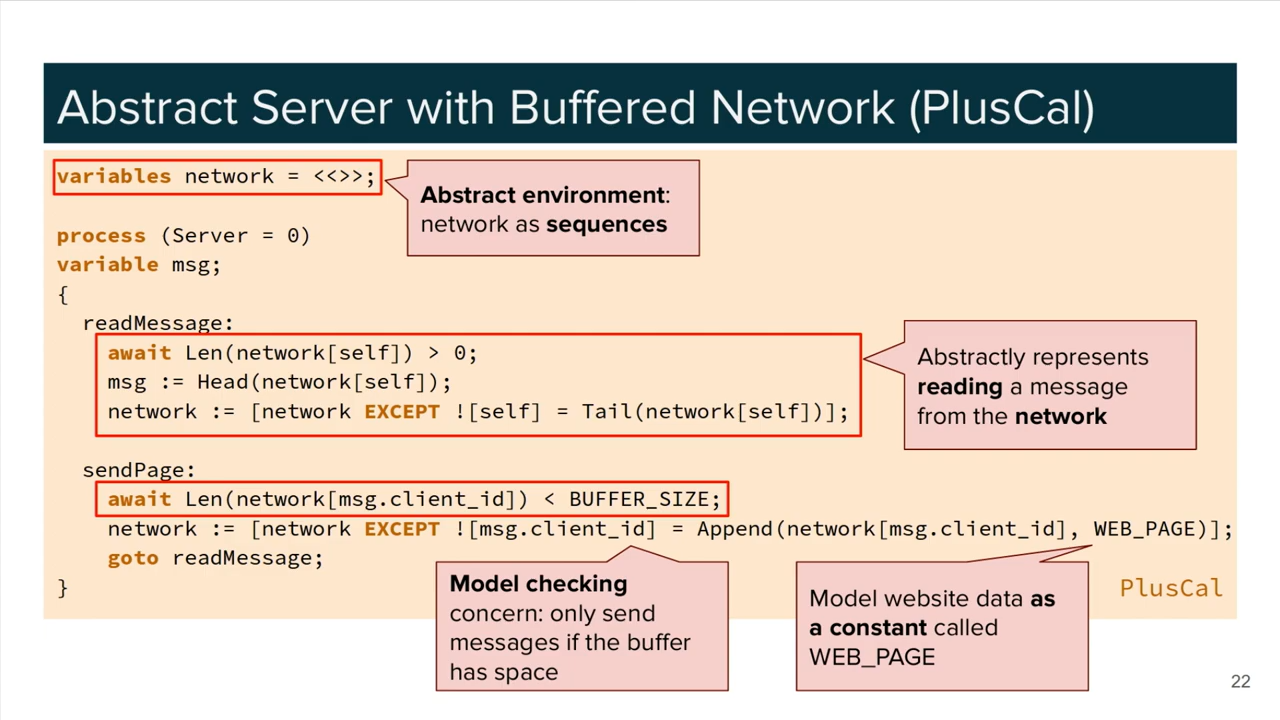 Abstract Server with Buffered Network (PlusCal)
variables network = <<>>;
Abstract environment:
network as sequences
process (Server = 0)
variable msg;
{
readMessage:
await Len(network[self]) > 0;
msg := Head(network[self]);
network := [network EXCEPT ![self] = Tail(network[self])];
Abstractly represents
reading a message
from the network
sendPage:
await Len(network[msg.client_id]) < BUFFER_SIZE;
network := [network EXCEPT ![msg.client_id] = Append(network[msg.client_id], WEB_PAGE)];
goto readMessage;
}
Model checking
concern: only send
messages if the buffer
has space
Model website data as
a constant called
WEB_PAGE
PlusCal
22